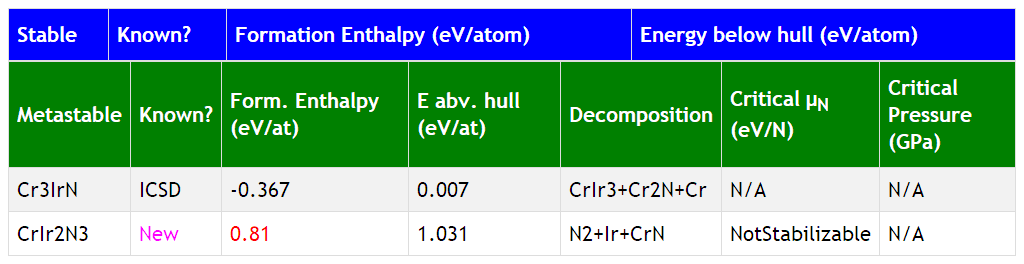 Stable Known? Formation Enthalpy (eV/atom) Energy below hull (eV/atom)
Metastable Known? Form. Enthalpy (eV/at) E abv. hull (eV/at) Decomposition Critical μN (eV/N) Critical Pressure (GPa)
Cr3IrN ICSD -0.367 0.007 CrIr3+Cr2N+Cr N/A N/A
CrIr2N3 New 0.81 1.031 N2+Ir+CrN NotStabilizable N/A